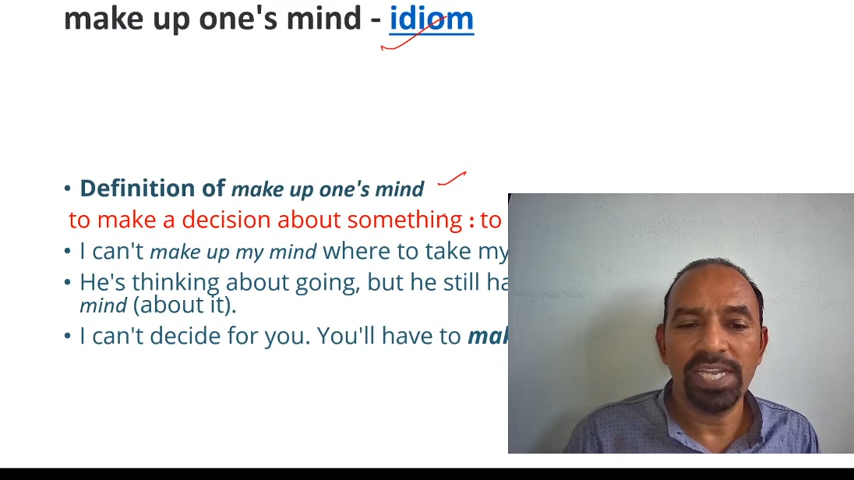 make up one's mind - idiom
• Definition of make up one's mind
to make a decision about something : to
• I can't make up my mind where to take my
• He's thinking about going, but he still
mind (about it).
• I can't decide for you. You'll have to